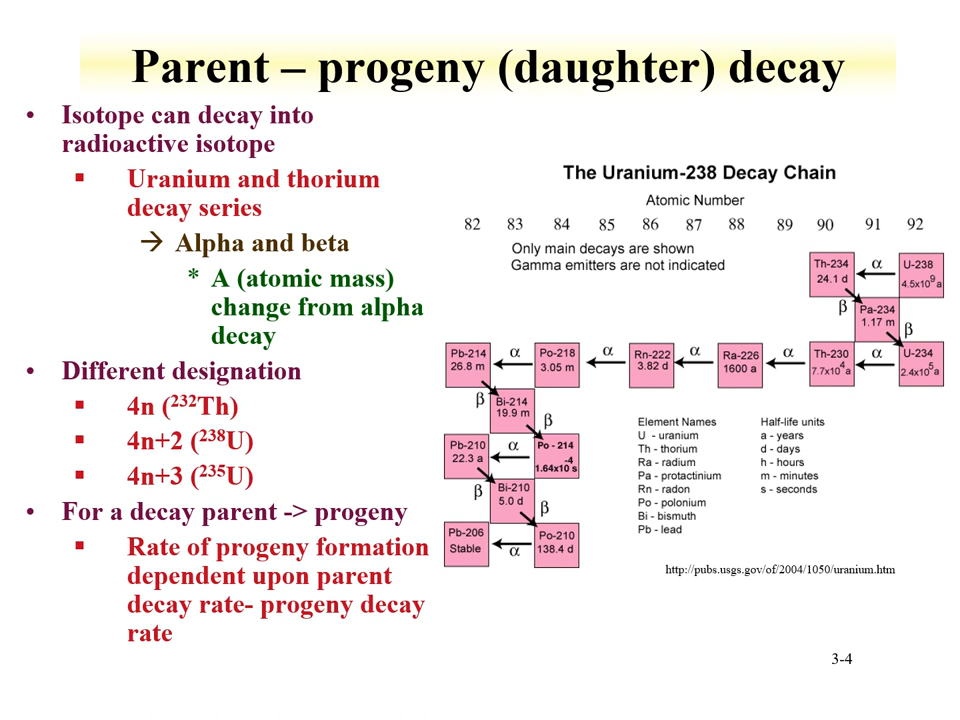 Parent – progeny (daughter) decay
• Isotope can decay into
radioactive isotope
▪ Uranium and thorium
decay series
→ Alpha and beta
* A (atomic mass)
change from alpha
decay
• Different designation
▪ 4n (²³²Th)
▪ 4n+2 (²³⁸U)
▪ 4n+3 (²³⁵U)
• For a decay parent -> progeny
▪ Rate of progeny formation
dependent upon parent
decay rate- progeny decay
rate
The Uranium-238 Decay Chain
Atomic Number
82 83 84 85 86 87 88 89 90 91 92
Only main decays are shown
Gamma emitters are not indicated
Th-234 α U-238
24.1 d 4.5x10⁹ a
β Pa-234
1.17 m β
Pb-214 α Po-218 α Rn-222 α Ra-226 α Th-230 α U-234
26.8 m 3.05 m 3.82 d 1600 a 7.7x10⁴ a 2.4x10⁵ a
β Bi-214
19.9 m β
Pb-210 α Po - 214
22.3 a 1.64x10⁻⁴ s
β Bi-210
5.0 d β
Pb-206 Po-210
Stable α 138.4 d
Element Names
U - uranium
Th - thorium
Ra - radium
Pa - protactinium
Rn - radon
Po - polonium
Bi - bismuth
Pb - lead
Half-life units
a - years
d - days
h - hours
m - minutes
s - seconds
http://pubs.usgs.gov/of/2004/1050/uranium.htm
3-4